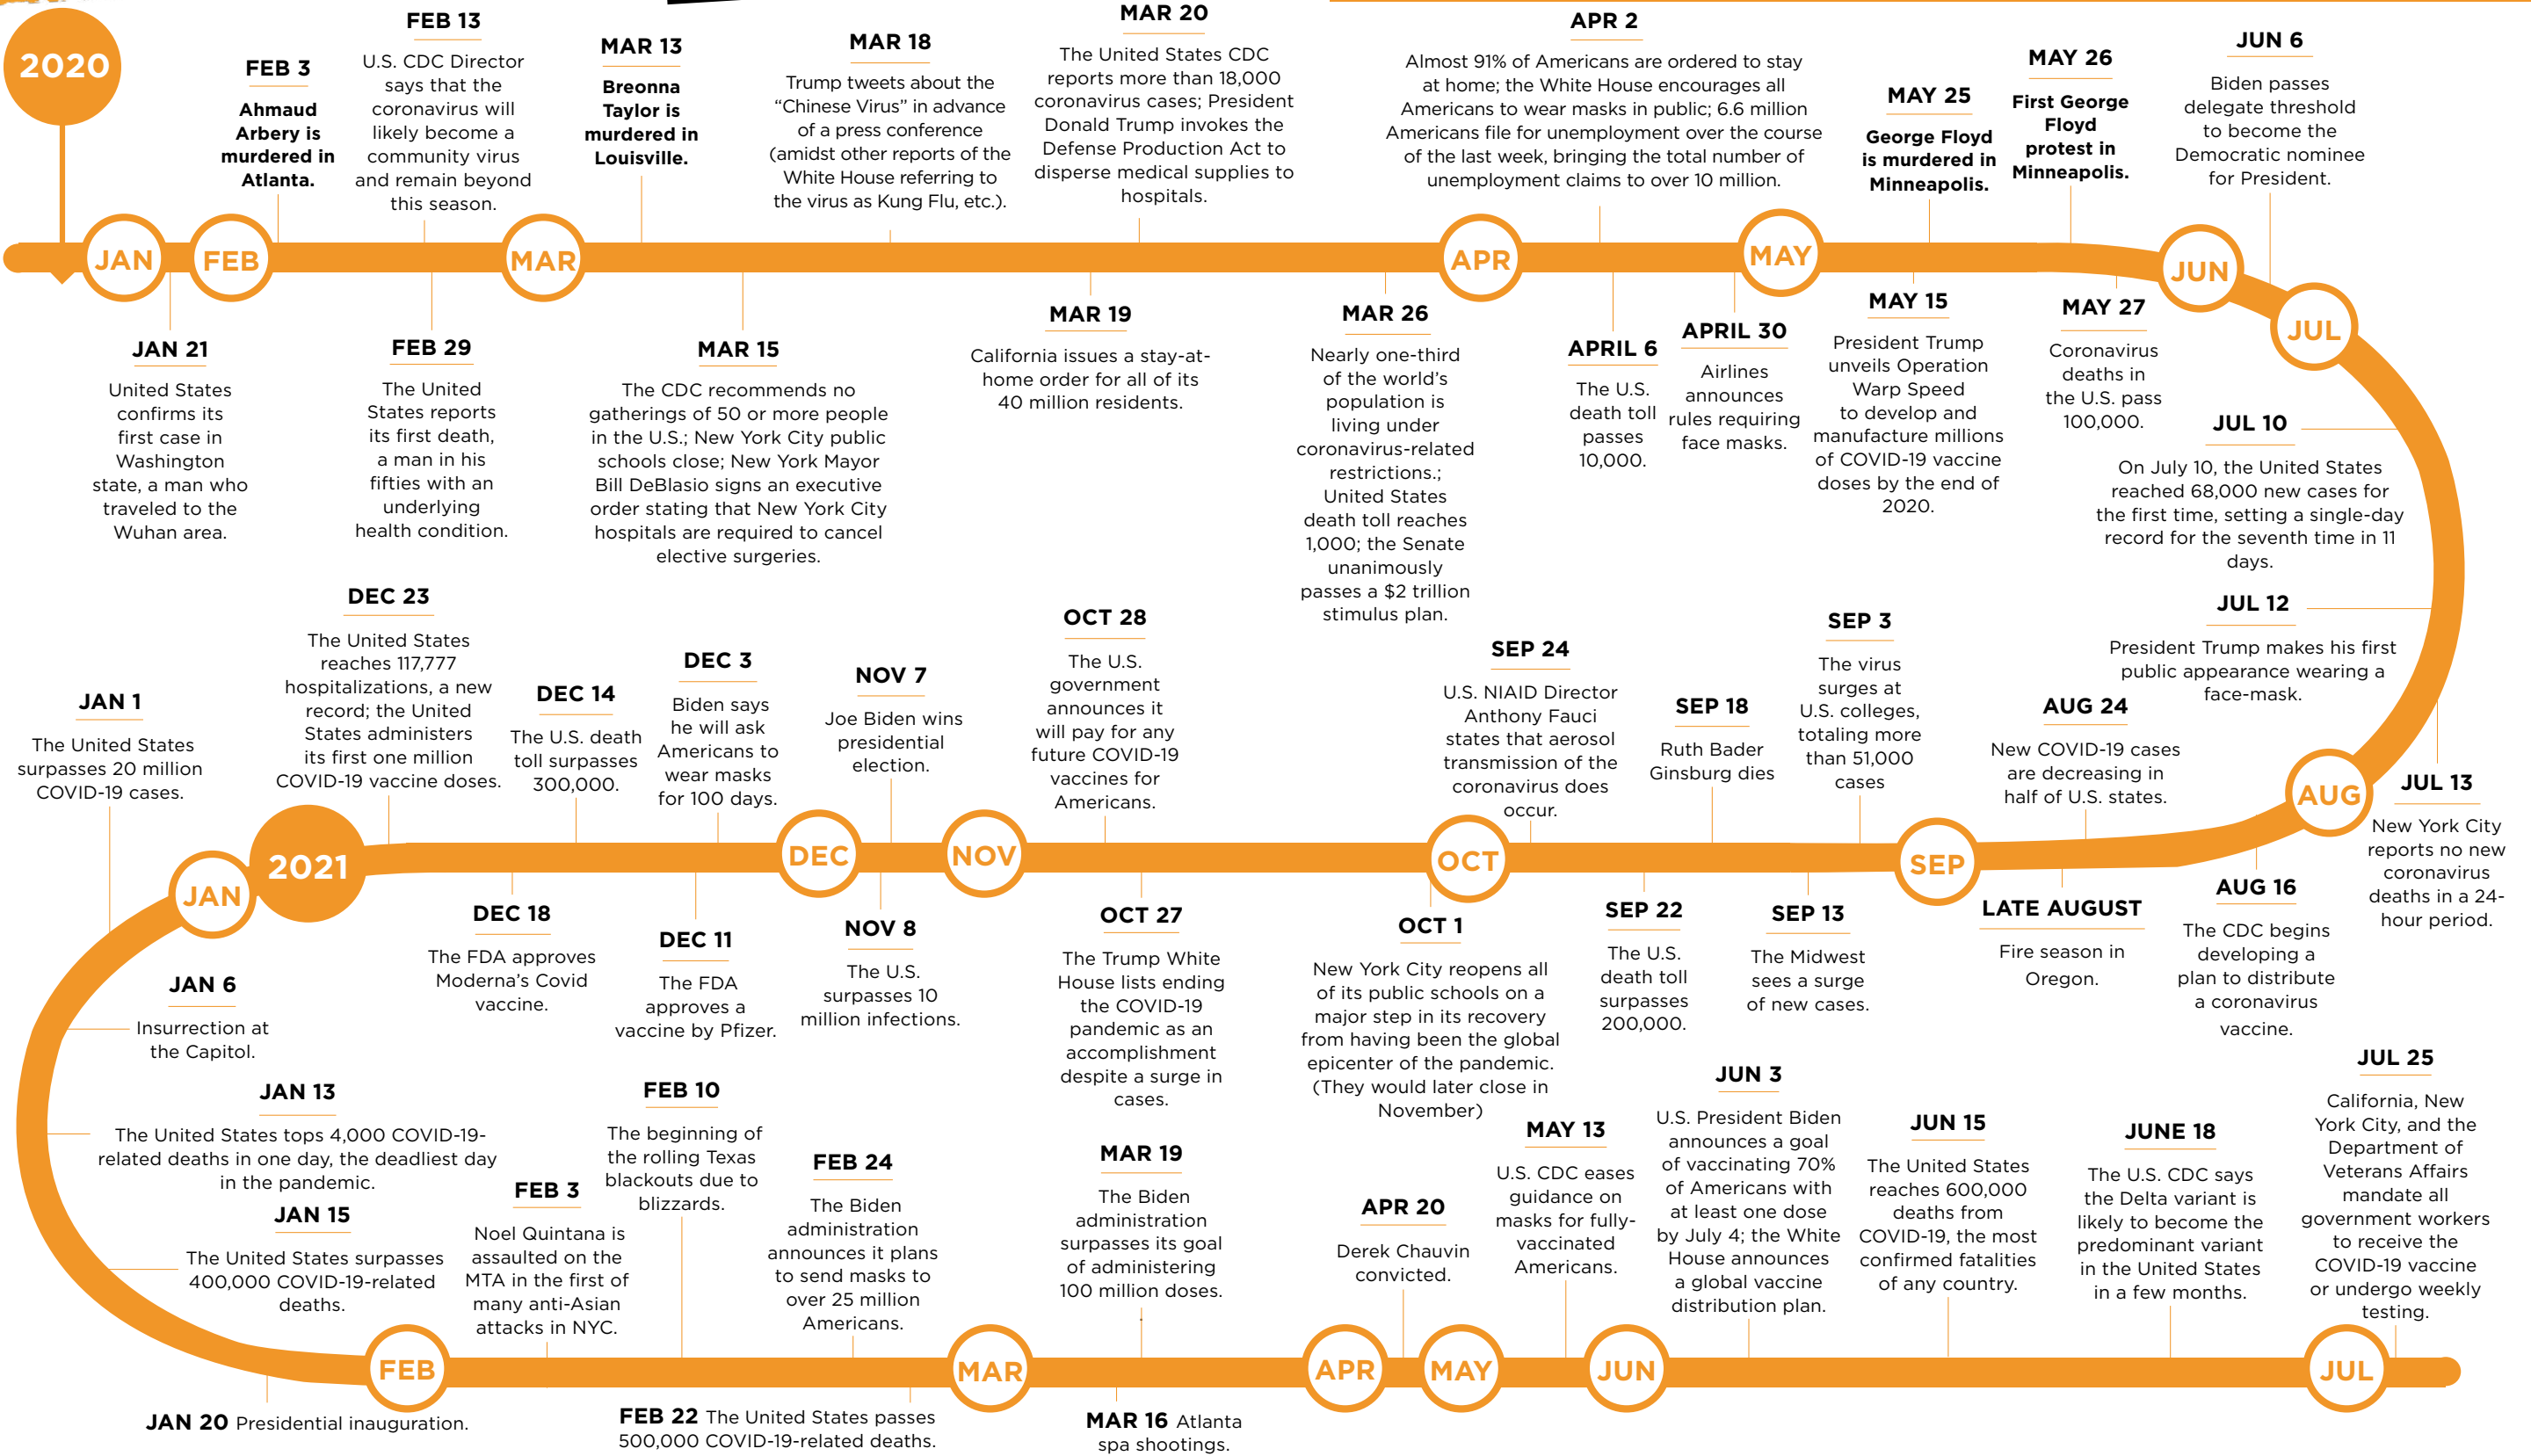 2020
FEB 3
Ahmaud
Arbery is
murdered in
Atlanta.
FEB 13
U.S. CDC Director
says that the
coronavirus will
likely become a
community virus
and remain beyond
this season.
MAR 13
Breonna
Taylor is
murdered in
Louisville.
MAR 18
Trump tweets about the
“Chinese Virus” in advance
of a press conference
(amidst other reports of the
White House referring to
the virus as Kung Flu, etc.).
MAR 20
The United States CDC
reports more than 18,000
coronavirus cases; President
Donald Trump invokes the
Defense Production Act to
disperse medical supplies to
hospitals.
APR 2
Almost 91% of Americans are ordered to stay
at home; the White House encourages all
Americans to wear masks in public; 6.6 million
Americans file for unemployment over the course
of the last week, bringing the total number of
unemployment claims to over 10 million.
MAY 25
George Floyd
is murdered in
Minneapolis.
MAY 26
First George
Floyd
protest in
Minneapolis.
JUN 6
Biden passes
delegate threshold
to become the
Democratic nominee
for President.
JAN
FEB
MAR
APR
MAY
JUN
JUL
JAN 21
United States
confirms its
first case in
Washington
state, a man who
traveled to the
Wuhan area.
FEB 29
The United
States reports
its first death,
a man in his
fifties with an
underlying
health condition.
MAR 15
The CDC recommends no
gatherings of 50 or more people
in the U.S.; New York City public
schools close; New York Mayor
Bill DeBlasio signs an executive
order stating that New York City
hospitals are required to cancel
elective surgeries.
MAR 19
California issues a stay-at-
home order for all of its
40 million residents.
MAR 26
Nearly one-third
of the world’s
population is
living under
coronavirus-related
restrictions.;
United States
death toll reaches
1,000; the Senate
unanimously
passes a $2 trillion
stimulus plan.
APRIL 6
The U.S.
death toll
passes
10,000.
APRIL 30
Airlines
announces
rules requiring
face masks.
MAY 15
President Trump
unveils Operation
Warp Speed
to develop and
manufacture millions
of COVID-19 vaccine
doses by the end of
2020.
MAY 27
Coronavirus
deaths in
the U.S. pass
100,000.
JUL 10
On July 10, the United States
reached 68,000 new cases for
the first time, setting a single-day
record for the seventh time in 11
days.
JUL 12
President Trump makes his first
public appearance wearing a
face-mask.
JUL 13
New York City
reports no new
coronavirus
deaths in a 24-
hour period.
AUG
AUG 16
The CDC begins
developing a
plan to distribute
a coronavirus
vaccine.
AUG 24
New COVID-19 cases
are decreasing in
half of U.S. states.
LATE AUGUST
Fire season in
Oregon.
SEP
SEP 3
The virus
surges at
U.S. colleges,
totaling more
than 51,000
cases
SEP 13
The Midwest
sees a surge
of new cases.
SEP 18
Ruth Bader
Ginsburg dies
SEP 22
The U.S.
death toll
surpasses
200,000.
SEP 24
U.S. NIAID Director
Anthony Fauci
states that aerosol
transmission of the
coronavirus does
occur.
OCT
OCT 1
New York City reopens all
of its public schools on a
major step in its recovery
from having been the global
epicenter of the pandemic.
(They would later close in
November)
OCT 27
The Trump White
House lists ending
the COVID-19
pandemic as an
accomplishment
despite a surge in
cases.
OCT 28
The U.S.
government
announces it
will pay for any
future COVID-19
vaccines for
Americans.
NOV
NOV 7
Joe Biden wins
presidential
election.
NOV 8
The U.S.
surpasses 10
million infections.
DEC
DEC 3
Biden says
he will ask
Americans to
wear masks
for 100 days.
DEC 11
The FDA
approves a
vaccine by Pfizer.
DEC 14
The U.S. death
toll surpasses
300,000.
DEC 18
The FDA approves
Moderna’s Covid
vaccine.
DEC 23
The United States
reaches 117,777
hospitalizations, a new
record; the United
States administers
its first one million
COVID-19 vaccine doses.
2021
JAN
JAN 1
The United States
surpasses 20 million
COVID-19 cases.
JAN 6
Insurrection at
the Capitol.
JAN 13
The United States tops 4,000 COVID-19-
related deaths in one day, the deadliest day
in the pandemic.
JAN 15
The United States surpasses
400,000 COVID-19-related
deaths.
JAN 20 Presidential inauguration.
FEB
FEB 3
Noel Quintana is
assaulted on the
MTA in the first of
many anti-Asian
attacks in NYC.
FEB 10
The beginning of
the rolling Texas
blackouts due to
blizzards.
FEB 22 The United States passes
500,000 COVID-19-related deaths.
FEB 24
The Biden
administration
announces it plans
to send masks to
over 25 million
Americans.
MAR
MAR 16 Atlanta
spa shootings.
MAR 19
The Biden
administration
surpasses its goal
of administering
100 million doses.
.
APR
APR 20
Derek Chauvin
convicted.
MAY
MAY 13
U.S. CDC eases
guidance on
masks for fully-
vaccinated
Americans.
JUN
JUN 3
U.S. President Biden
announces a goal
of vaccinating 70%
of Americans with
at least one dose
by July 4; the White
House announces
a global vaccine
distribution plan.
JUN 15
The United States
reaches 600,000
deaths from
COVID-19, the most
confirmed fatalities
of any country.
JUNE 18
The U.S. CDC says
the Delta variant is
likely to become the
predominant variant
in the United States
in a few months.
JUL
JUL 25
California, New
York City, and the
Department of
Veterans Affairs
mandate all
government workers
to receive the
COVID-19 vaccine
or undergo weekly
testing.